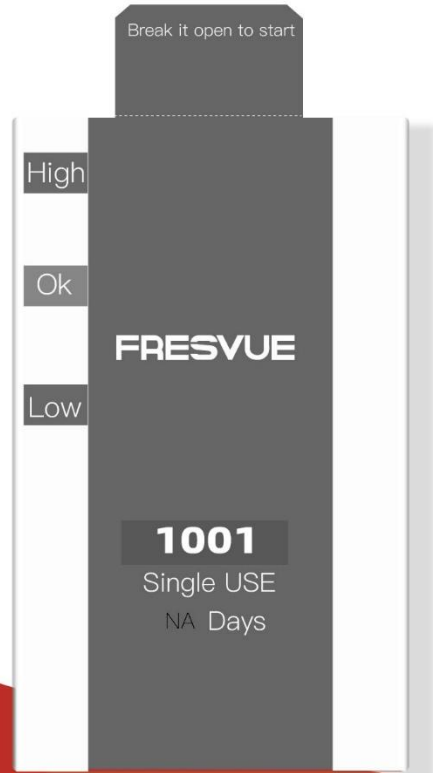 Break it open to start
High
Ok
FRESVUE
Low
1001
Single USE
NA Days